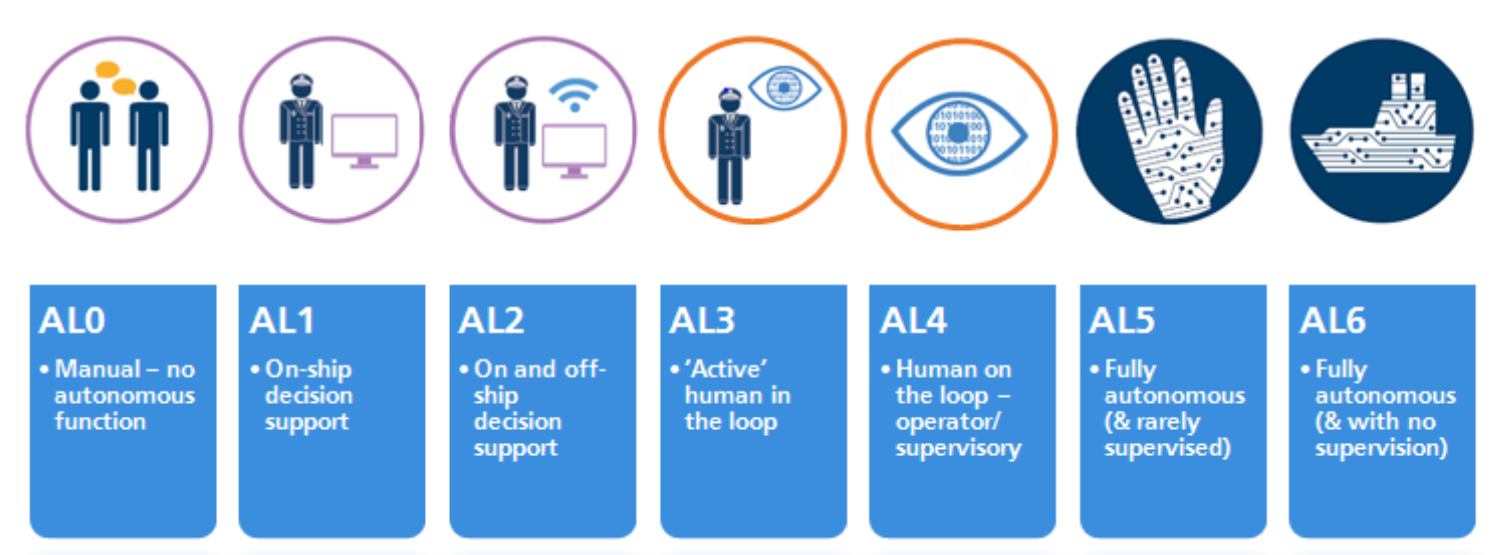 AL0
• Manual – no
autonomous
function
AL1
• On-ship
decision
support
AL2
• On and off-
ship
decision
support
AL3
• ‘Active’
human in
the loop
AL4
• Human on
the loop –
operator/
supervisory
AL5
• Fully
autonomous
(& rarely
supervised)
AL6
• Fully
autonomous
(& with no
supervision)